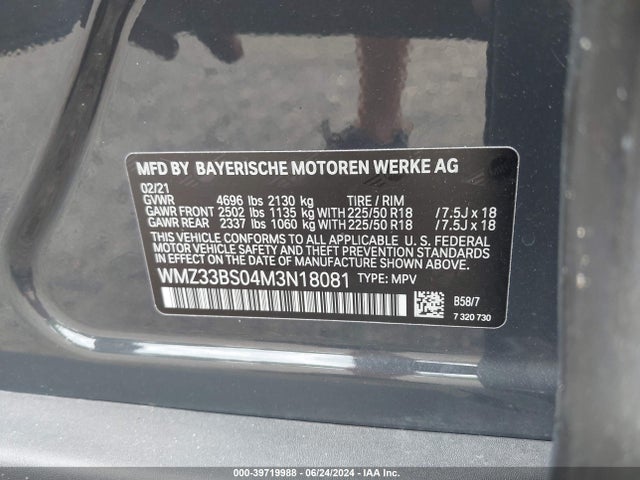 MFD BY BAYERISCHE MOTOREN WERKE AG
02/21
GVWR 4696 lbs 2130 kg TIRE / RIM
GAWR FRONT 2502 lbs 1135 kg WITH 225/50 R18 /7.5J x 18
GAWR REAR 2337 lbs 1060 kg WITH 225/50 R18 /7.5J x 18
THIS VEHICLE CONFORMS TO ALL APPLICABLE U. S. FEDERAL
MOTOR VEHICLE SAFETY AND THEFT PREVENTION STANDARDS
IN EFFECT ON THE DATE OF MANUFACTURE SHOWN ABOVE.
WMZ33BS04M3N18081 TYPE: MPV
B58/7
7 320 730
000-39719988 - 06/24/2024 - IAA Inc.